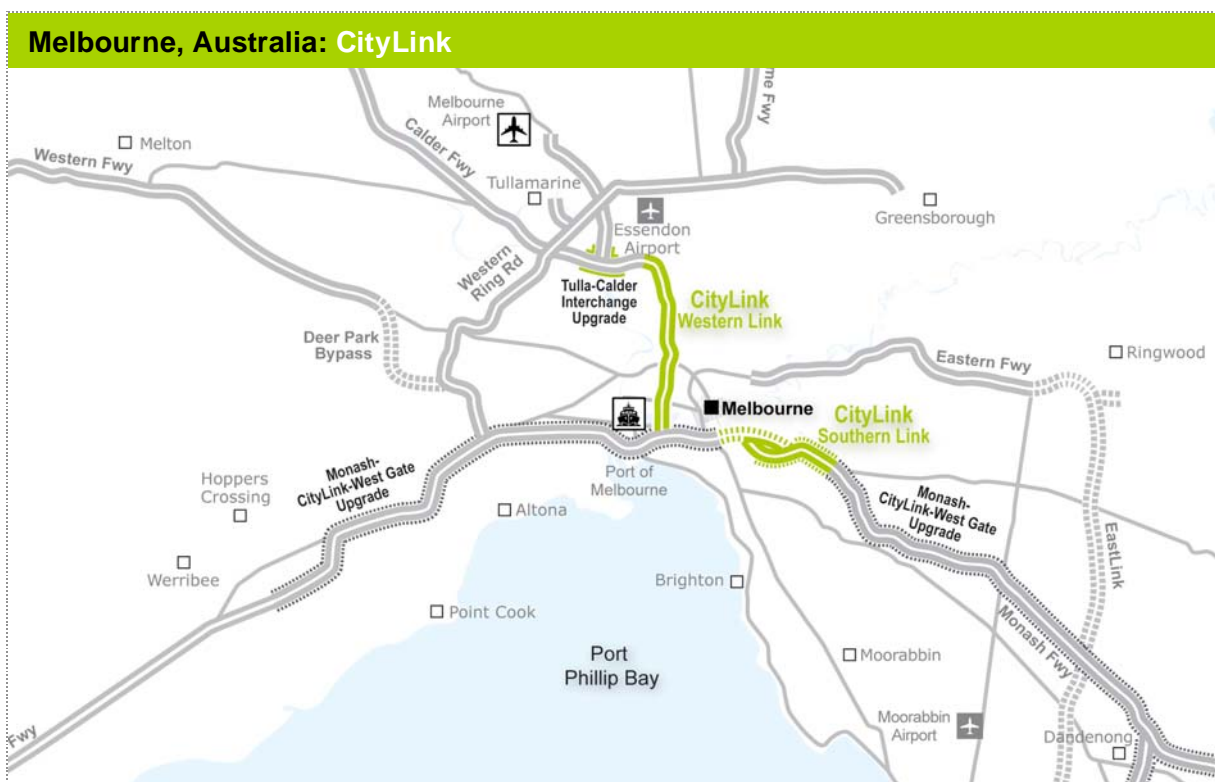 Melbourne, Australia: CityLink
Melbourne
Airport
me Fwy
Calder Fwy
Melton
Western Fwy
Tullamarine
Greensborough
Essendon
Airport
Western
Ring Rd
Tulla-Calder
Interchange
Upgrade
CityLink
Western Link
Deer Park
Bypass
Eastern Fwy
Ringwood
Melbourne
CityLink
Southern Link
Port of
Melbourne
Monash-
CityLink-West Gate
Upgrade
Hoppers
Crossing
Altona
Monash-
CityLink-West Gate
Upgrade
EastLink
Werribee
Brighton
Point Cook
Monash Fwy
Port
Phillip Bay
Moorabbin
Moorabbin
Airport
Dandenong
Fwy